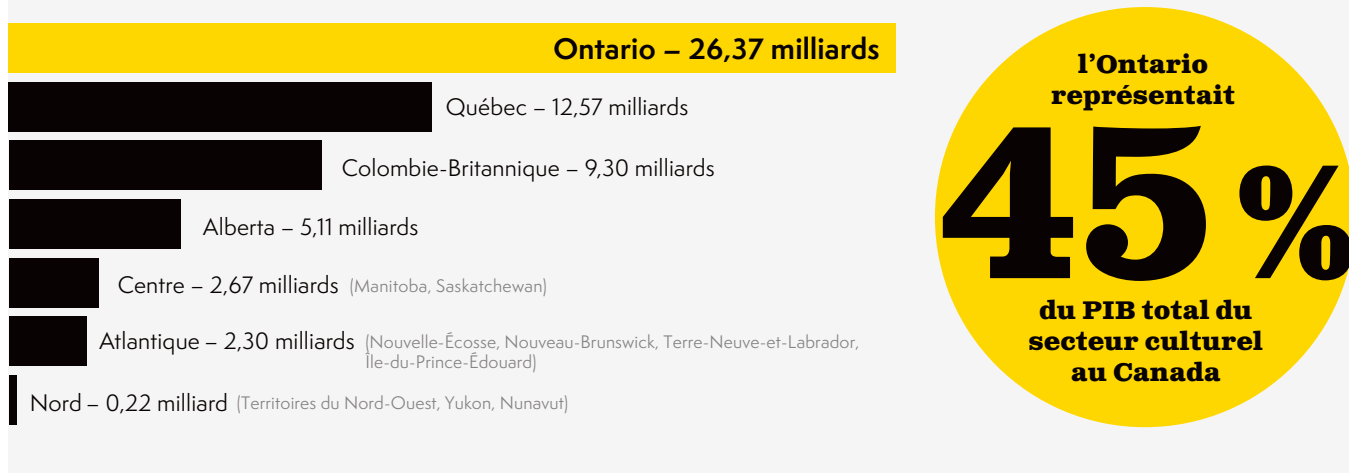 Ontario – 26,37 milliards
Québec – 12,57 milliards
Colombie-Britannique – 9,30 milliards
Alberta – 5,11 milliards
Centre – 2,67 milliards (Manitoba, Saskatchewan)
Atlantique – 2,30 milliards (Nouvelle-Écosse, Nouveau-Brunswick, Terre-Neuve-et-Labrador,
Île-du-Prince-Édouard)
Nord – 0,22 milliard (Territoires du Nord-Ouest, Yukon, Nunavut)
l’Ontario
représentait
45 %
du PIB total du
secteur culturel
au Canada